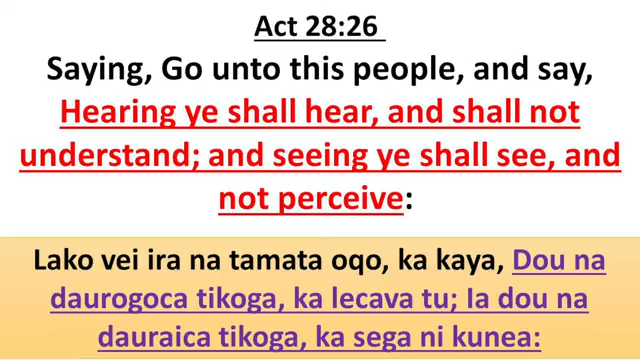 Act 28:26
Saying, Go unto this people, and say,
Hearing ye shall hear, and shall not
understand; and seeing ye shall see, and
not perceive:
Lako vei ira na tamata oqo, ka kaya, Dou na
daurogoca tikoga, ka lecava tu; Ia dou na
dauraica tikoga, ka sega ni kunea: